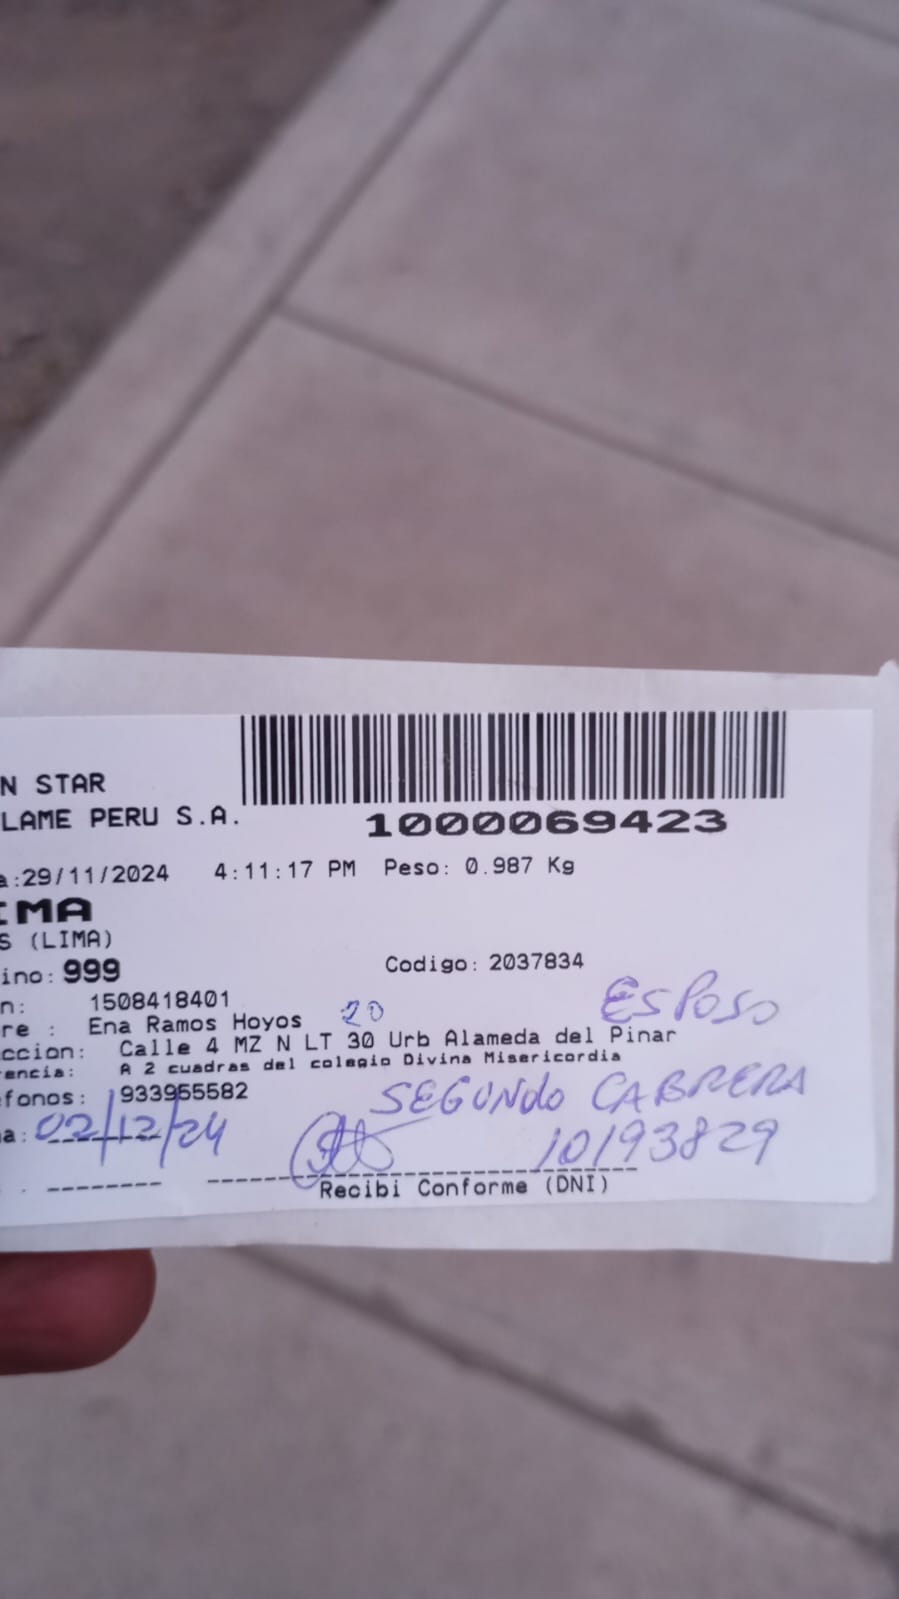 N STAR
LAME PERU S.A.
1000069423
a:29/11/2024 4:11:17 PM Peso: 0.987 Kg
IMA
S (LIMA)
ino: 999 Codigo: 2037834
n: 1508418401 ESPOSO
re : Ena Ramos Hoyos 20
ccion: Calle 4 MZ N LT 30 Urb Alameda del Pinar
encia: A 2 cuadras del colegio Divina Misericordia
fonos: 933955582 SEGUNDO CABRERA
a: 02/12/24 10193829
Recibi Conforme (DNI)